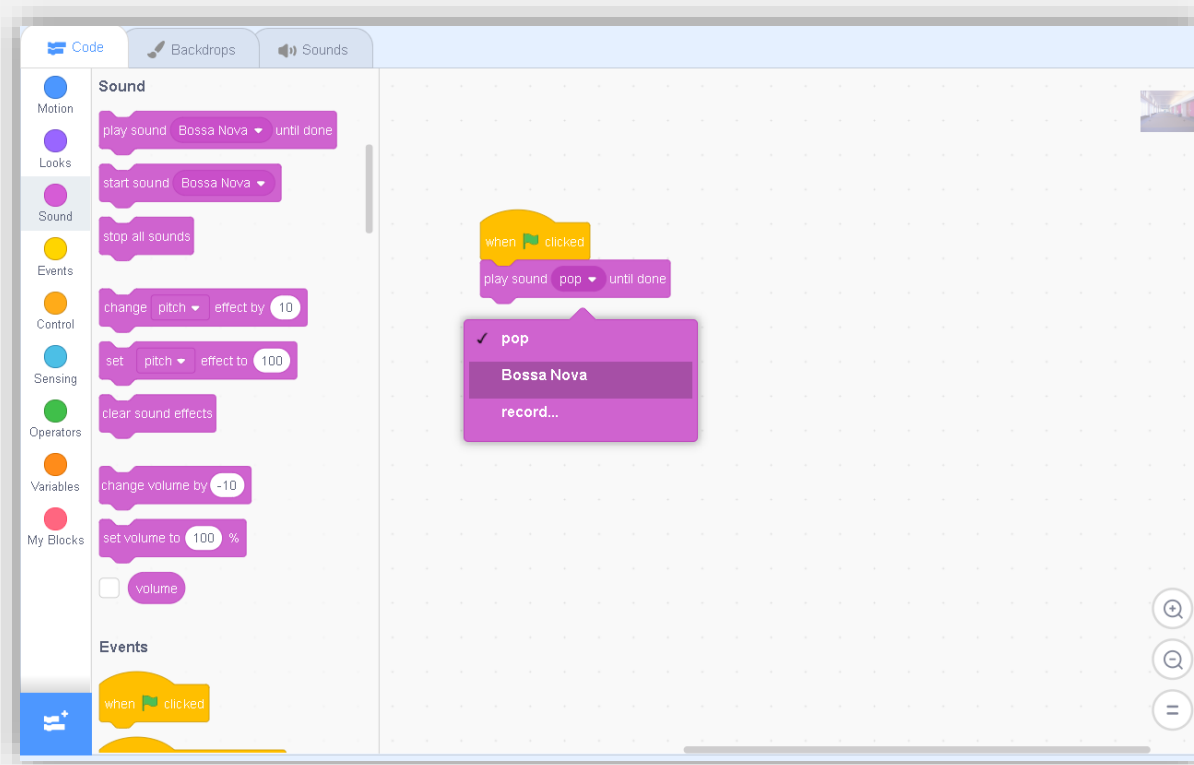 Code
Backdrops
Sounds
Motion
Looks
Sound
Events
Control
Sensing
Operators
Variables
My Blocks
Sound
play sound Bossa Nova until done
start sound Bossa Nova
stop all sounds
change pitch effect by 10
set pitch effect to 100
clear sound effects
change volume by -10
set volume to 100 %
volume
Events
when clicked
when clicked
play sound pop until done
✓ pop
Bossa Nova
record...